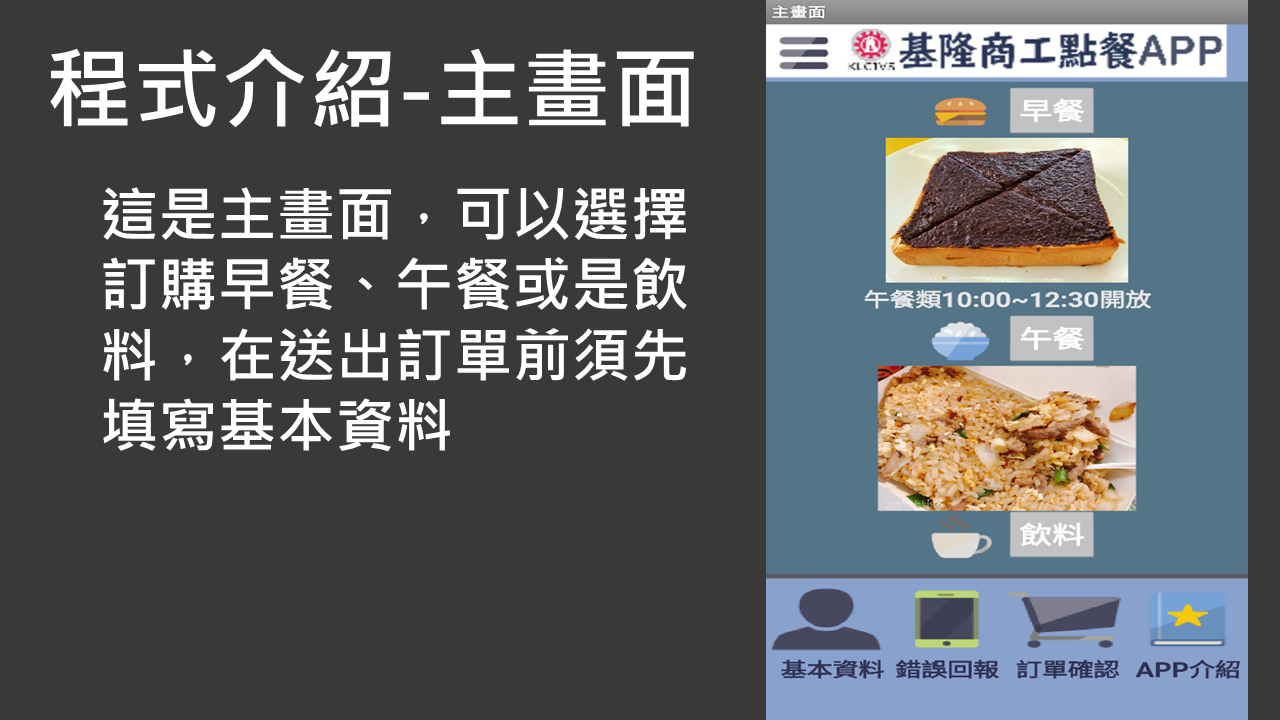 程式介紹-主畫面
這是主畫面，可以選擇
訂購早餐、午餐或是飲
料，在送出訂單前須先
填寫基本資料
主畫面
KLCIVS
基隆商工點餐APP
早餐
午餐類10:00~12:30開放
午餐
飲料
基本資料 錯誤回報 訂單確認 APP介紹